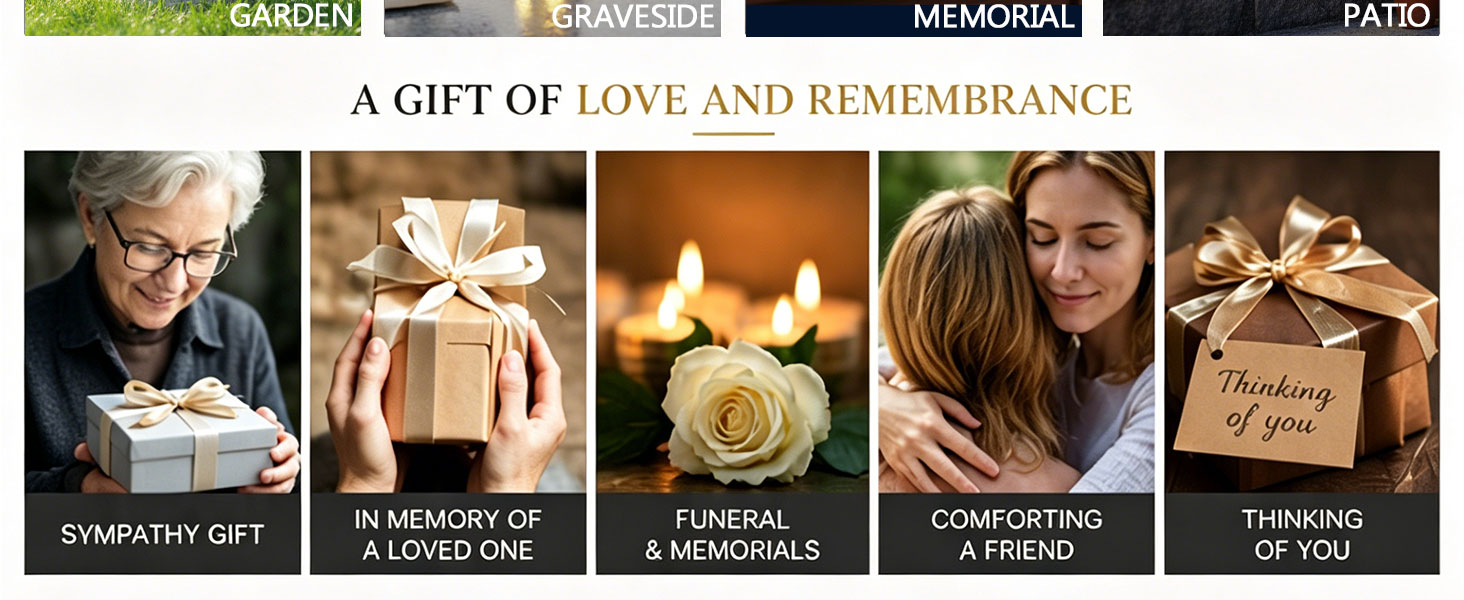 GARDEN
GRAVESIDE
MEMORIAL
PATIO
A GIFT OF LOVE AND REMEMBRANCE
Thinking
of you
SYMPATHY GIFT
IN MEMORY OF
A LOVED ONE
FUNERAL
& MEMORIALS
COMFORTING
A FRIEND
THINKING
OF YOU